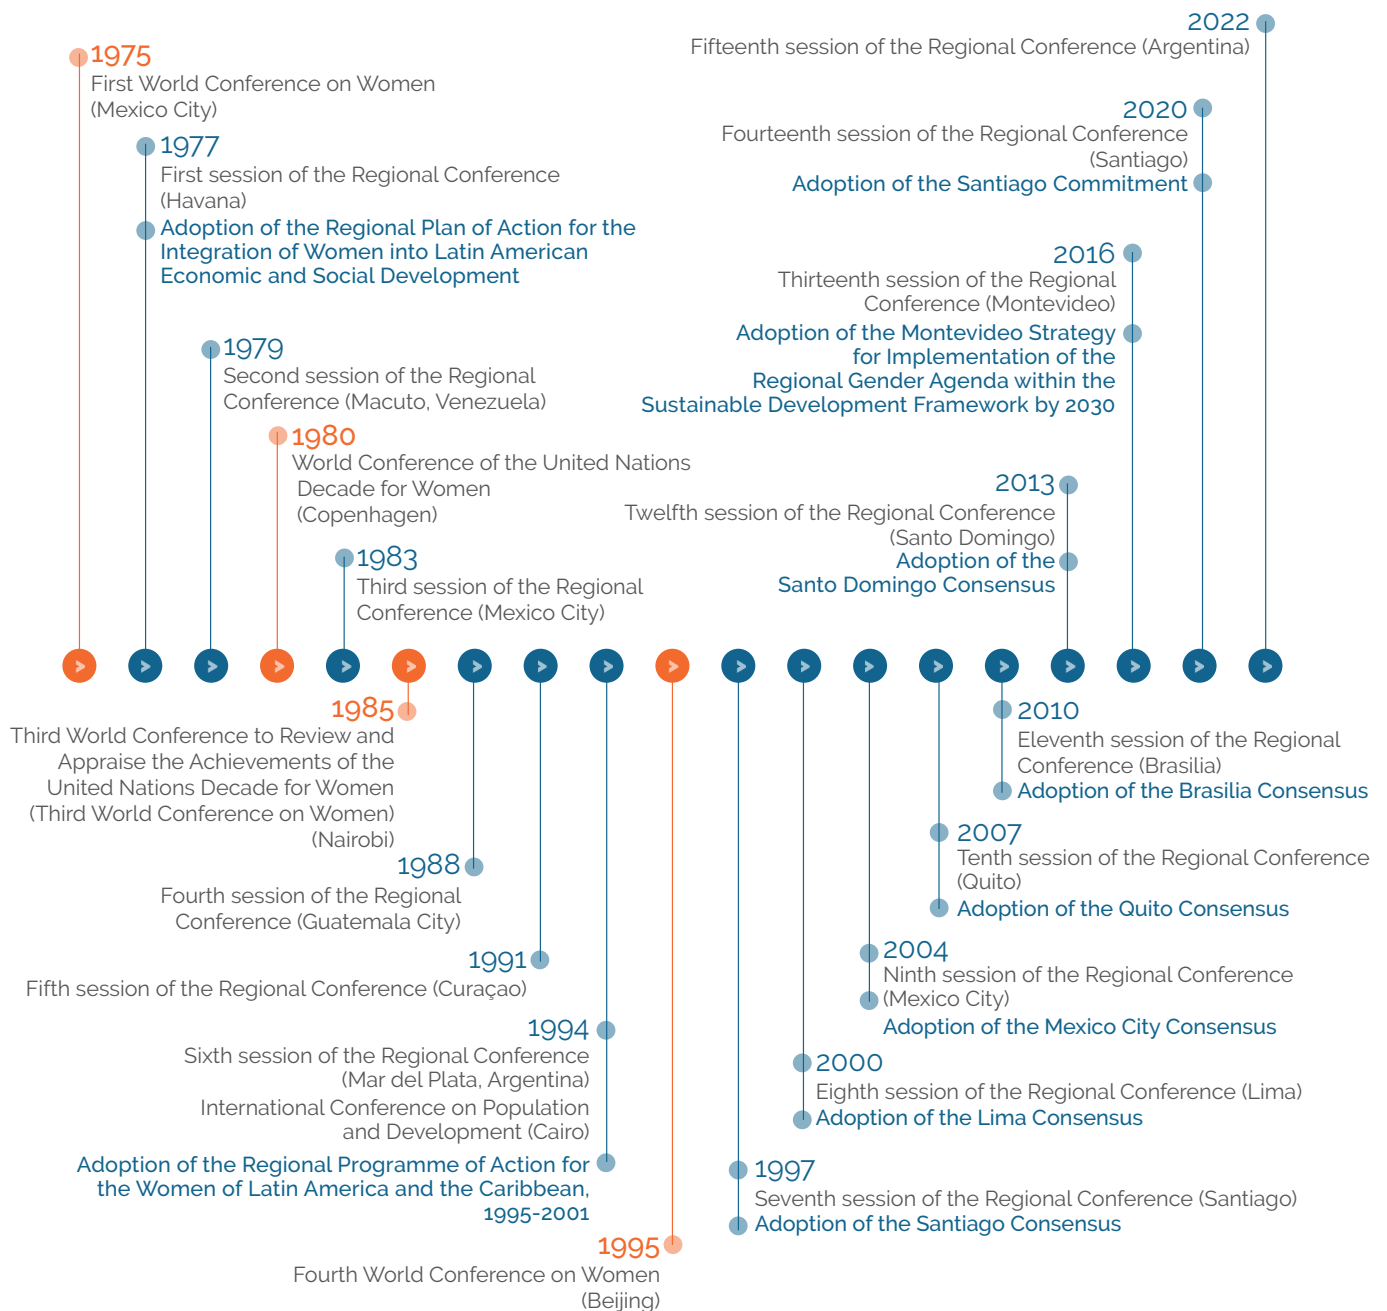 1975
First World Conference on Women
(Mexico City)
1977
First session of the Regional Conference
(Havana)
Adoption of the Regional Plan of Action for the
Integration of Women into Latin American
Economic and Social Development
1979
Second session of the Regional
Conference (Macuto, Venezuela)
1980
World Conference of the United Nations
Decade for Women
(Copenhagen)
1983
Third session of the Regional
Conference (Mexico City)
1985
Third World Conference to Review and
Appraise the Achievements of the
United Nations Decade for Women
(Third World Conference on Women)
(Nairobi)
1988
Fourth session of the Regional
Conference (Guatemala City)
1991
Fifth session of the Regional Conference (Curaçao)
1994
Sixth session of the Regional Conference
(Mar del Plata, Argentina)
International Conference on Population
and Development (Cairo)
Adoption of the Regional Programme of Action for
the Women of Latin America and the Caribbean,
1995-2001
1995
Fourth World Conference on Women
(Beijing)
1997
Seventh session of the Regional Conference (Santiago)
Adoption of the Santiago Consensus
2000
Eighth session of the Regional Conference (Lima)
Adoption of the Lima Consensus
2004
Ninth session of the Regional Conference
(Mexico City)
Adoption of the Mexico City Consensus
2007
Tenth session of the Regional Conference
(Quito)
Adoption of the Quito Consensus
2010
Eleventh session of the Regional
Conference (Brasilia)
Adoption of the Brasilia Consensus
2013
Twelfth session of the Regional Conference
(Santo Domingo)
Adoption of the
Santo Domingo Consensus
2016
Thirteenth session of the Regional
Conference (Montevideo)
Adoption of the Montevideo Strategy
for Implementation of the
Regional Gender Agenda within the
Sustainable Development Framework by 2030
2020
Fourteenth session of the Regional Conference
(Santiago)
Adoption of the Santiago Commitment
2022
Fifteenth session of the Regional Conference (Argentina)